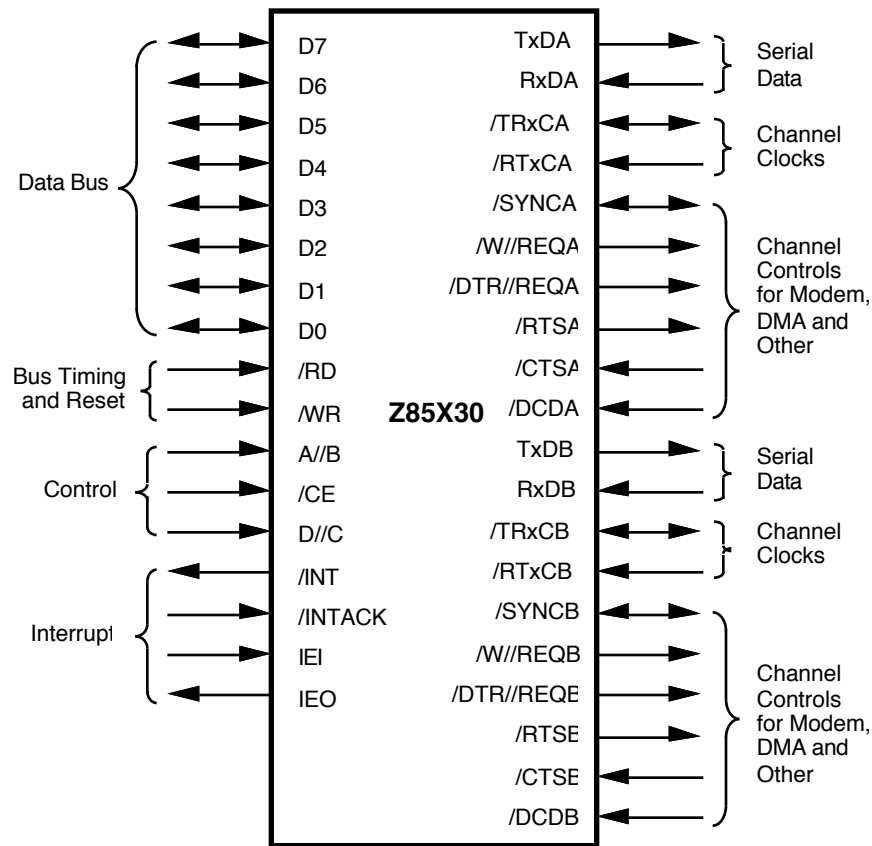 Data Bus
Bus Timing
and Reset
Control
Interrupt
D7
D6
D5
D4
D3
D2
D1
D0
/RD
/WR
A//B
/CE
D//C
/INT
/INTACK
IEI
IEO
Z85X30
TxDA
RxDA
/TRxCA
/RTxCA
/SYNCA
/W//REQA
/DTR//REQA
/RTSA
/CTSA
/DCDA
TxDB
RxDB
/TRxCB
/RTxCB
/SYNCB
/W//REQB
/DTR//REQB
/RTSB
/CTSB
/DCDB
Serial
Data
Channel
Clocks
Channel
Controls
for Modem,
DMA and
Other
Serial
Data
Channel
Clocks
Channel
Controls
for Modem,
DMA and
Other